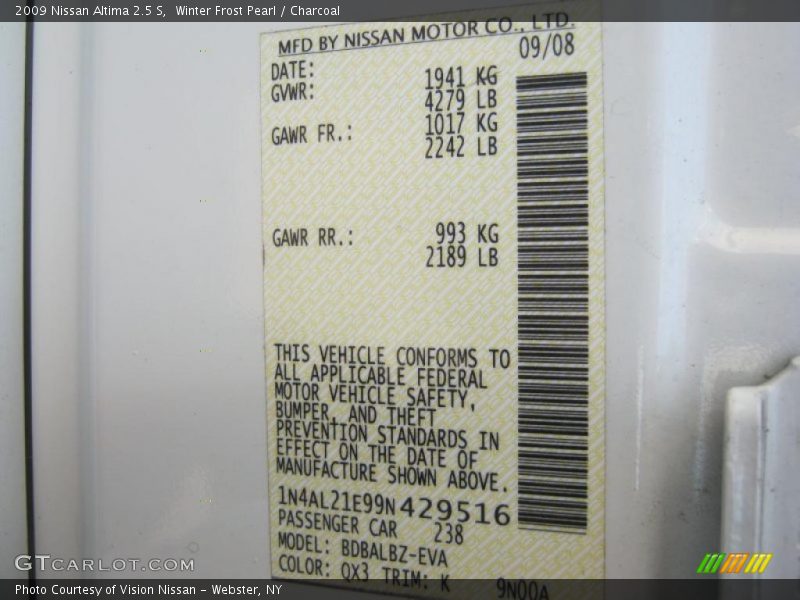 2009 Nissan Altima 2.5 S, Winter Frost Pearl / Charcoal
MFD BY NISSAN MOTOR CO., LTD.
DATE: 09/08
GVWR: 1941 KG
4279 LB
GAWR FR.: 1017 KG
2242 LB
GAWR RR.: 993 KG
2189 LB
THIS VEHICLE CONFORMS TO
ALL APPLICABLE FEDERAL
MOTOR VEHICLE SAFETY,
BUMPER, AND THEFT
PREVENTION STANDARDS IN
EFFECT ON THE DATE OF
MANUFACTURE SHOWN ABOVE.
1N4AL21E99N429516
PASSENGER CAR 238
MODEL: BDBALBZ-EVA
COLOR: QX3 TRIM: K 9N00A
GTCARLOT.COM
Photo Courtesy of Vision Nissan - Webster, NY